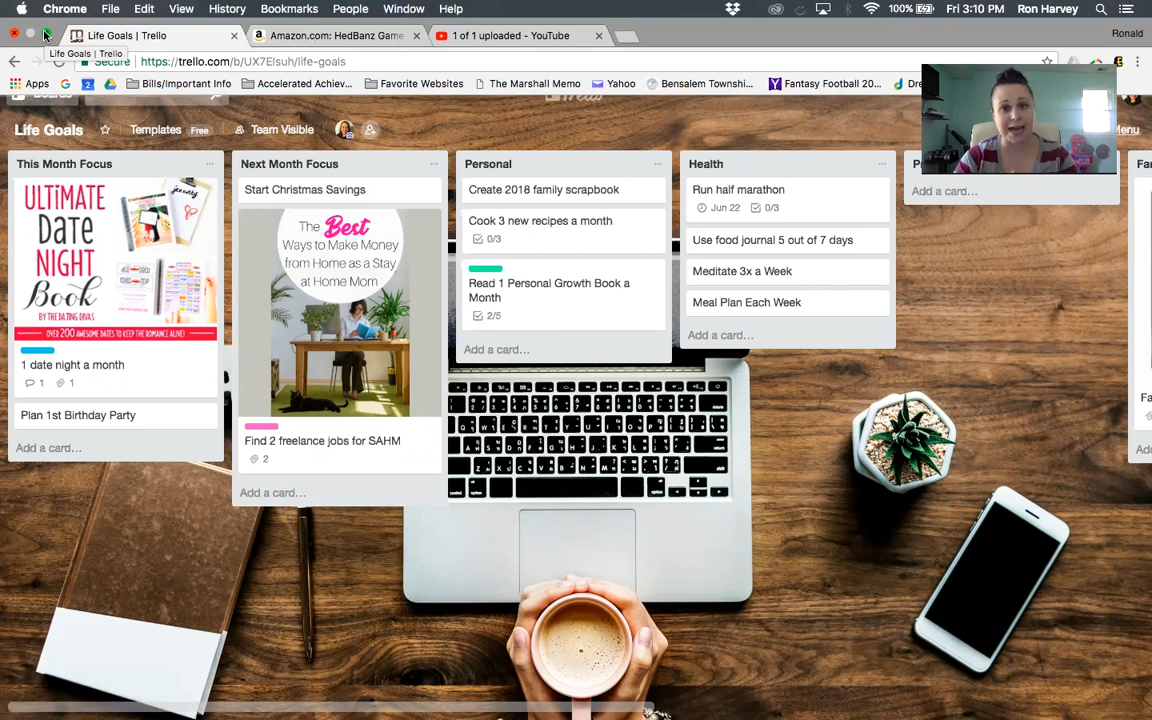 Chrome File Edit View History Bookmarks People Window Help 100% Fri 3:10 PM Ron Harvey
Life Goals | Trello Amazon.com: HedBanz Game 1 of 1 uploaded - YouTube Ronald
Life Goals | Trello
Secure https://trello.com/b/UX7Elsuh/life-goals
Apps 2 Bills/Important Info Accelerated Achiev... Favorite Websites The Marshall Memo Yahoo Bensalem Townshi... Fantasy Football 20... Dre
Life Goals Templates Free Team Visible Menu
This Month Focus
ULTIMATE
Date
NIGHT
Book
BY THE DATING DIVAS
OVER 200 AWESOME DATES TO KEEP THE ROMANCE ALIVE!
1 date night a month
1 1
Plan 1st Birthday Party
Add a card...
Next Month Focus
Start Christmas Savings
The Best
Ways to Make Money
from Home as a Stay
at Home Mom
Find 2 freelance jobs for SAHM
2
Add a card...
Personal
Create 2018 family scrapbook
Cook 3 new recipes a month
0/3
Read 1 Personal Growth Book a
Month
2/5
Add a card...
Health
Run half marathon
Jun 22 0/3
Use food journal 5 out of 7 days
Meditate 3x a Week
Meal Plan Each Week
Add a card...
Add a card...
Fa
Add